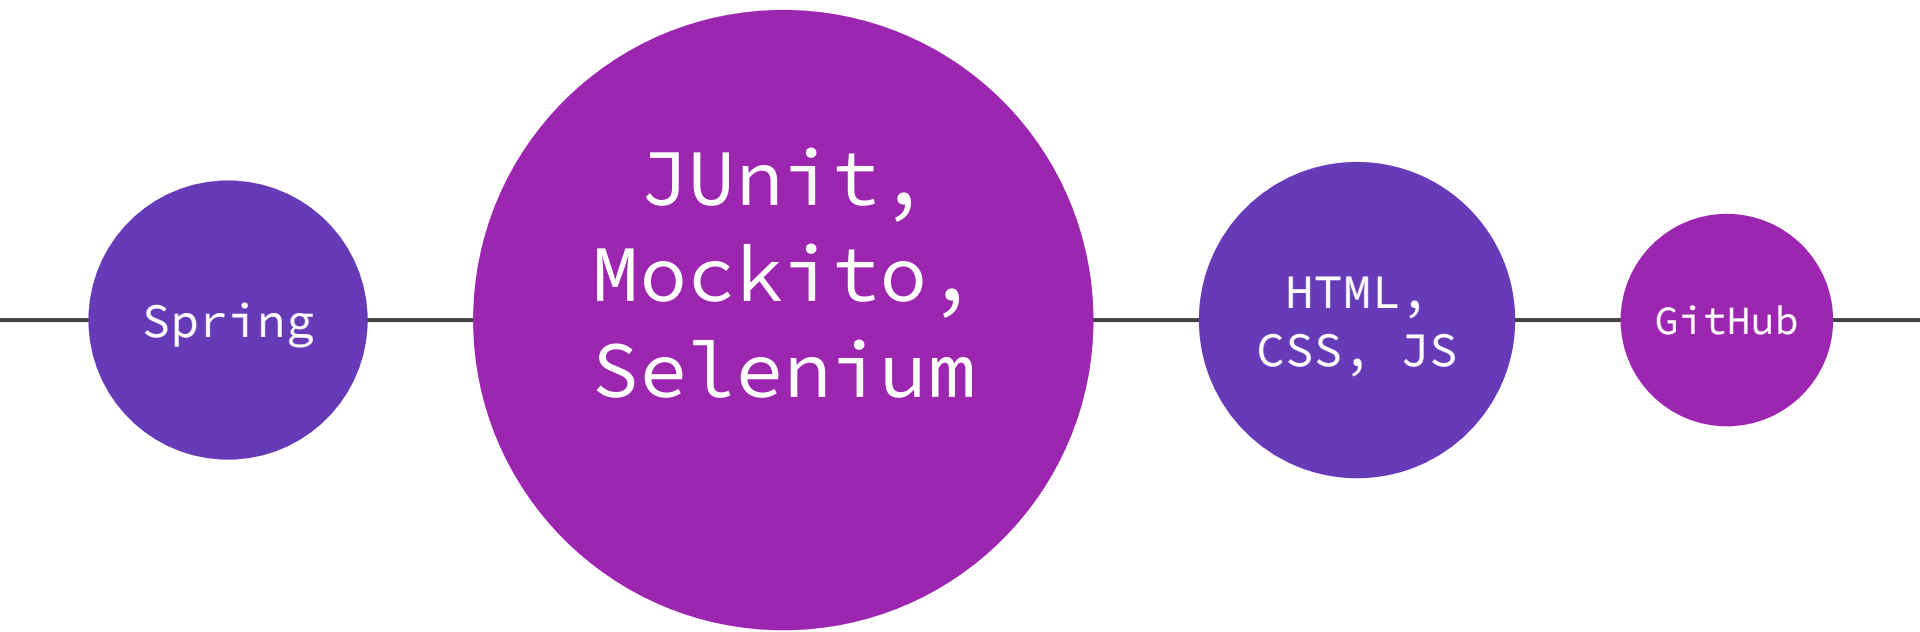 Spring
JUnit,
Mockito,
Selenium
HTML,
CSS, JS
GitHub